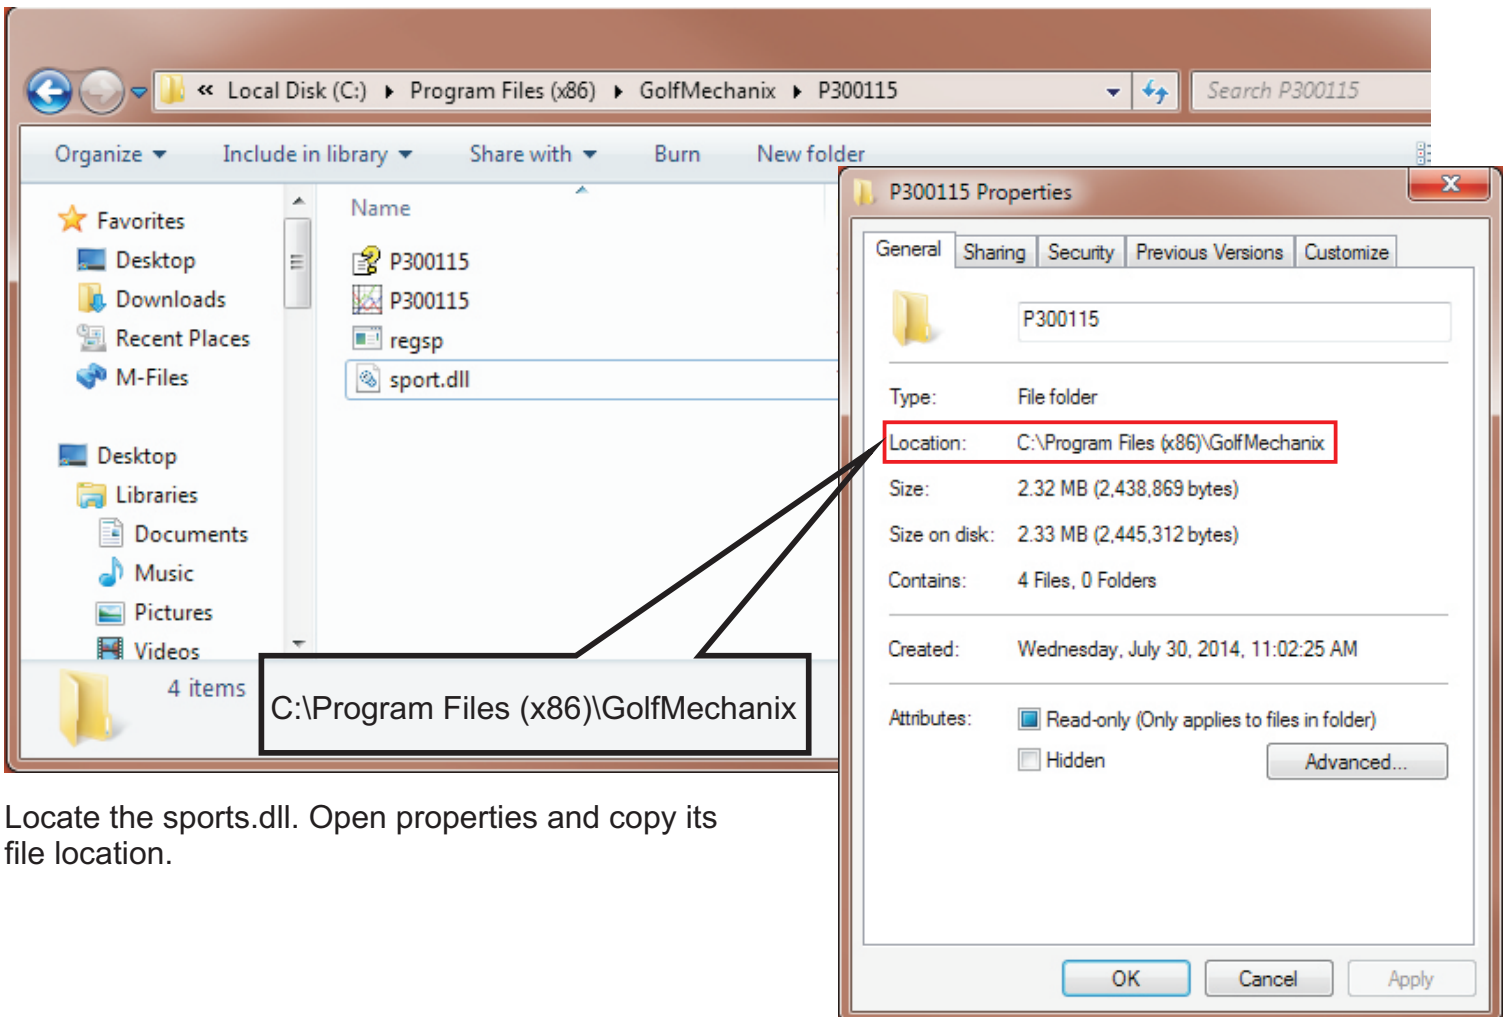 « Local Disk (C:) Program Files (x86) GolfMechanix P300115
Search P300115
Organize Include in library Share with Burn New folder
Favorites
Desktop
Downloads
Recent Places
M-Files
Desktop
Libraries
Documents
Music
Pictures
Videos
Name
P300115
P300115
regsp
sport.dll
4 items
C:\Program Files (x86)\GolfMechanix
P300115 Properties
General Sharing Security Previous Versions Customize
P300115
Type: File folder
Location: C:\Program Files (x86)\GolfMechanix
Size: 2.32 MB (2,438,869 bytes)
Size on disk: 2.33 MB (2,445,312 bytes)
Contains: 4 Files, 0 Folders
Created: Wednesday, July 30, 2014, 11:02:25 AM
Attributes: Read-only (Only applies to files in folder)
Hidden Advanced...
OK Cancel Apply
Locate the sports.dll. Open properties and copy its
file location.